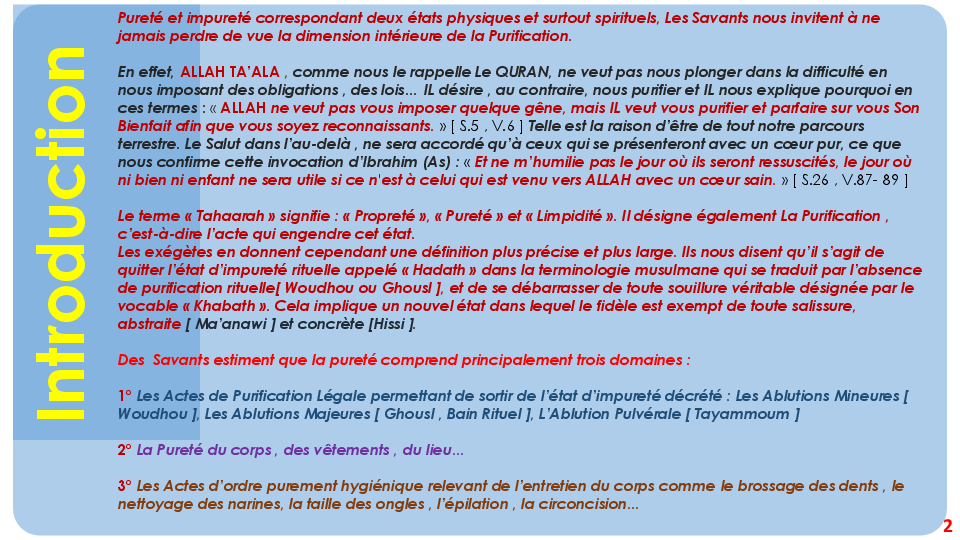 Introduction
Pureté et impureté correspondant deux états physiques et surtout spirituels, Les Savants nous invitent à ne
jamais perdre de vue la dimension intérieure de la Purification.
En effet, ALLAH TA'ALA , comme nous le rappelle Le QURAN, ne veut pas nous plonger dans la difficulté en
nous imposant des obligations , des lois... IL désire , au contraire, nous purifier et IL nous explique pourquoi en
ces termes : « ALLAH ne veut pas vous imposer quelque gêne, mais IL veut vous purifier et parfaire sur vous Son
Bienfait afin que vous soyez reconnaissants. » [ S.5 , V.6 ] Telle est la raison d'être de tout notre parcours
terrestre. Le Salut dans l'au-delà , ne sera accordé qu'à ceux qui se présenteront avec un cœur pur, ce que
nous confirme cette invocation d'Ibrahim (As) : « Et ne m'humilie pas le jour où ils seront ressuscités, le jour où
ni bien ni enfant ne sera utile si ce n'est à celui qui est venu vers ALLAH avec un cœur sain. » [ S.26 , V.87- 89 ]
Le terme « Tahaarah » signifie : « Propreté », « Pureté » et « Limpidité ». Il désigne également La Purification ,
c'est-à-dire l'acte qui engendre cet état.
Les exégètes en donnent cependant une définition plus précise et plus large. Ils nous disent qu'il s'agit de
quitter l'état d'impureté rituelle appelé « Hadath » dans la terminologie musulmane qui se traduit par l'absence
de purification rituelle[ Woudhou ou Ghousl ], et de se débarrasser de toute souillure véritable désignée par le
vocable « Khabath ». Cela implique un nouvel état dans lequel le fidèle est exempt de toute salissure,
abstraite [ Ma'anawi ] et concrète [Hissi ].
Des Savants estiment que la pureté comprend principalement trois domaines :
1° Les Actes de Purification Légale permettant de sortir de l'état d'impureté décrété : Les Ablutions Mineures [
Woudhou ], Les Ablutions Majeures [ Ghousl , Bain Rituel ], L'Ablution Pulvérale [ Tayammoum ]
2° La Pureté du corps , des vêtements , du lieu...
3° Les Actes d'ordre purement hygiénique relevant de l'entretien du corps comme le brossage des dents , le
nettoyage des narines, la taille des ongles , l'épilation , la circoncision...
2